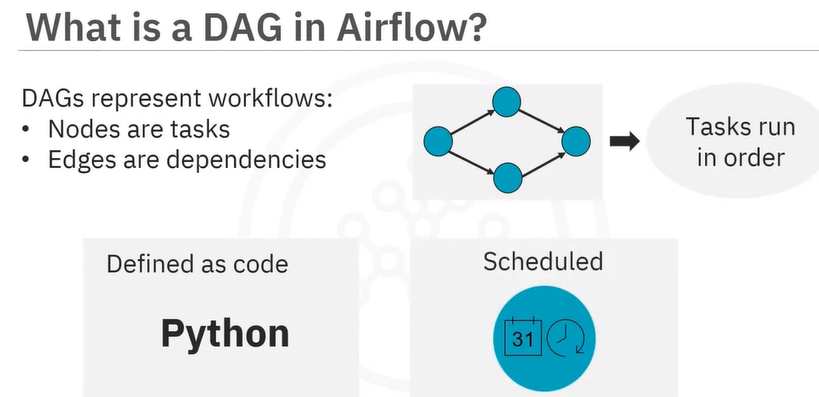 What is a DAG in Airflow?
DAGs represent workflows:
• Nodes are tasks
• Edges are dependencies
Tasks run
in order
Defined as code
Python
Scheduled
31